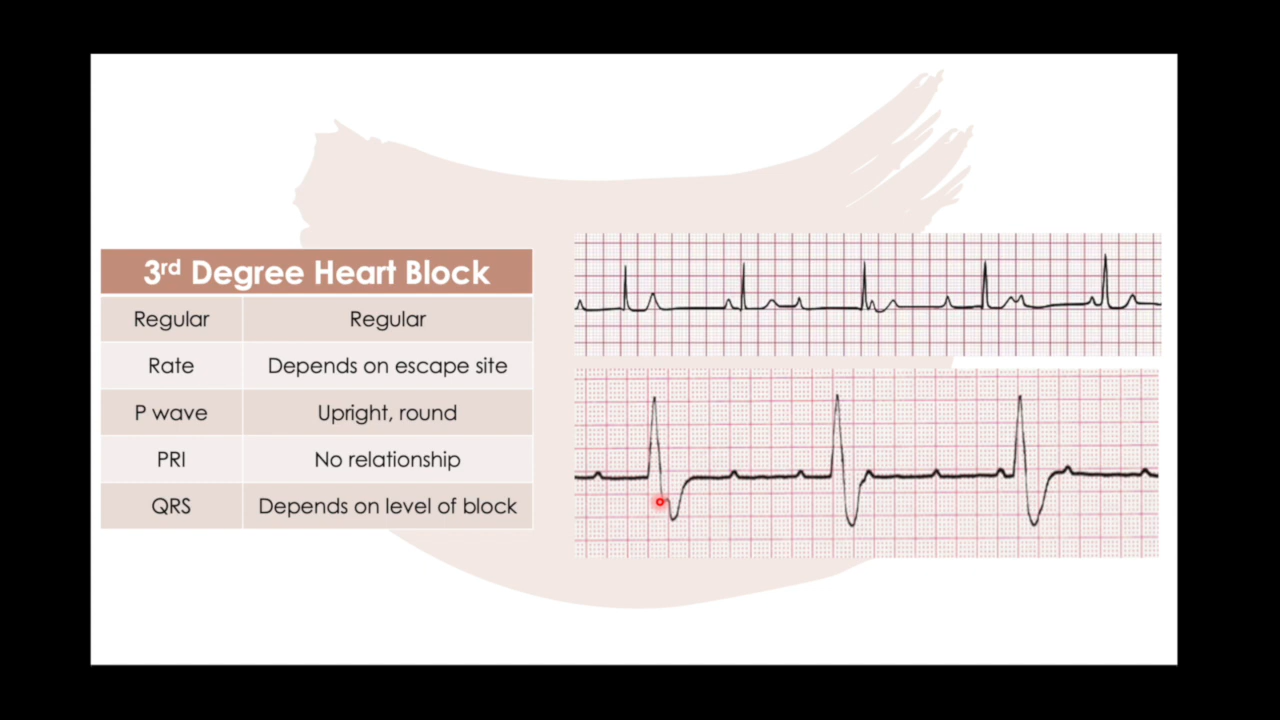 3rd Degree Heart Block
Regular Regular
Rate Depends on escape site
P wave Upright, round
PRI No relationship
QRS Depends on level of block